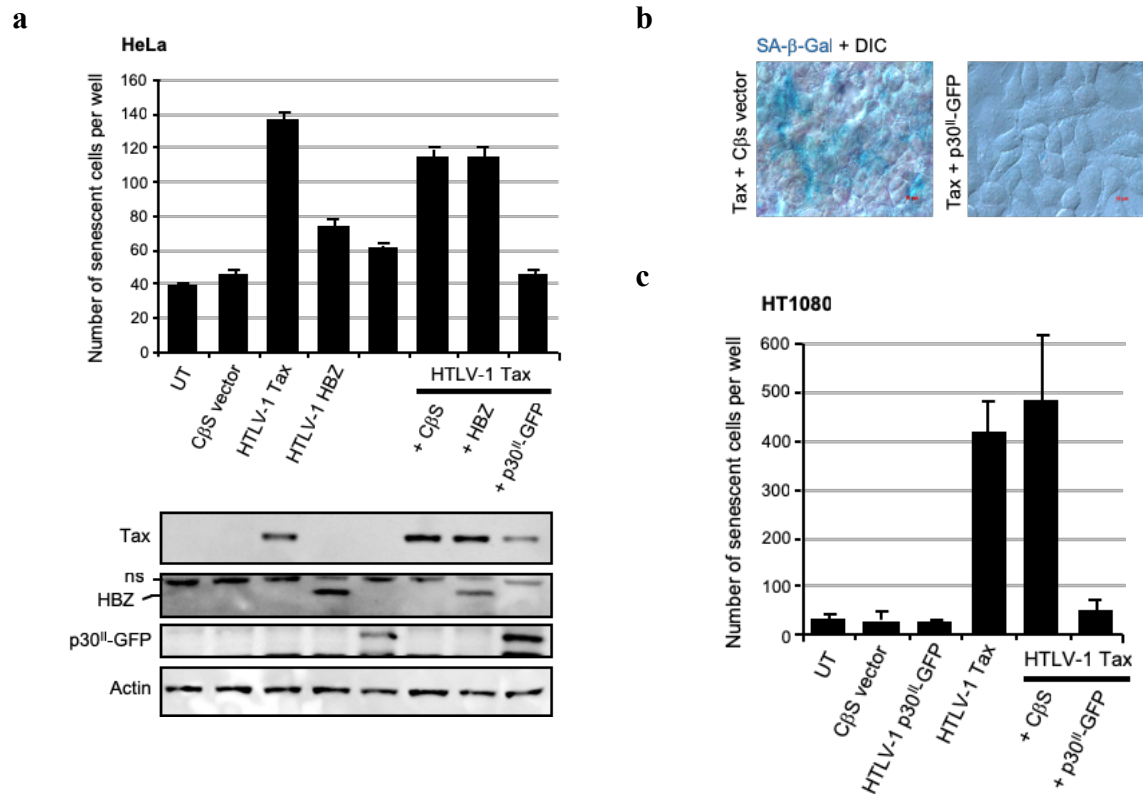 a
HeLa
Number of senescent cells per well
160
140
120
100
80
60
40
20
0
UT
CβS vector
HTLV-1 Tax
HTLV-1 HBZ
HTLV-1 Tax
+ CβS
+ HBZ
+ p30ᴵᴵ-GFP
Tax
ns
HBZ
p30ᴵᴵ-GFP
Actin
b
SA-β-Gal + DIC
Tax + Cβs vector
Tax + p30ᴵᴵ-GFP
c
HT1080
Number of senescent cells per well
600
500
400
300
200
100
0
UT
CβS vector
HTLV-1 p30ᴵᴵ-GFP
HTLV-1 Tax
HTLV-1 Tax
+ CβS
+ p30ᴵᴵ-GFP